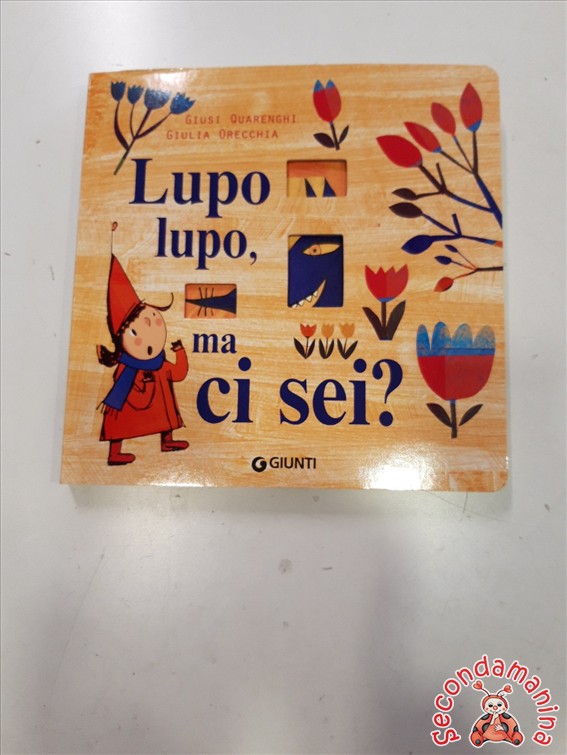 GIUSI QUARENGHI
GIULIA ORECCHIA
Lupo
lupo,
ma
ci sei?
GIUNTI
Secondamanina